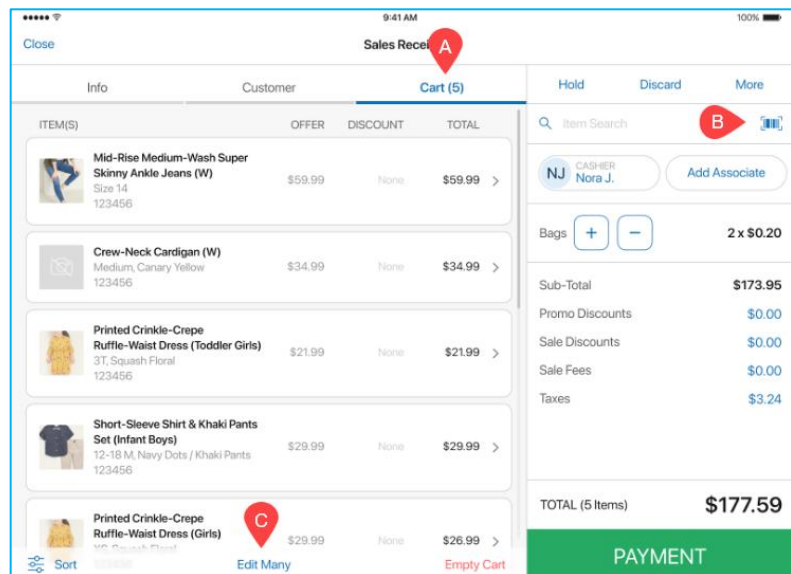 9:41 AM
100%
Close
Sales Recei
A
Info
Customer
Cart (5)
Hold
Discard
More
ITEM(S)
OFFER
DISCOUNT
TOTAL
Item Search
B
Mid-Rise Medium-Wash Super
Skinny Ankle Jeans (W)
Size 14
123456
$59.99
None
$59.99
NJ
CASHIER
Nora J.
Add Associate
Crew-Neck Cardigan (W)
Medium, Canary Yellow
123456
$34.99
None
$34.99
Bags
+
−
2 x $0.20
Printed Crinkle-Crepe
Ruffle-Waist Dress (Toddler Girls)
3T, Squash Floral
123456
$21.99
None
$21.99
Sub-Total
$173.95
Promo Discounts
$0.00
Sale Discounts
$0.00
Sale Fees
$0.00
Taxes
$3.24
Short-Sleeve Shirt & Khaki Pants
Set (Infant Boys)
12-18 M, Navy Dots / Khaki Pants
123456
$29.99
None
$29.99
Printed Crinkle-Crepe
Ruffle-Waist Dress (Girls)
Squash Floral
123456
$29.99
None
$26.99
C
Sort
Edit Many
Empty Cart
TOTAL (5 Items)
$177.59
PAYMENT